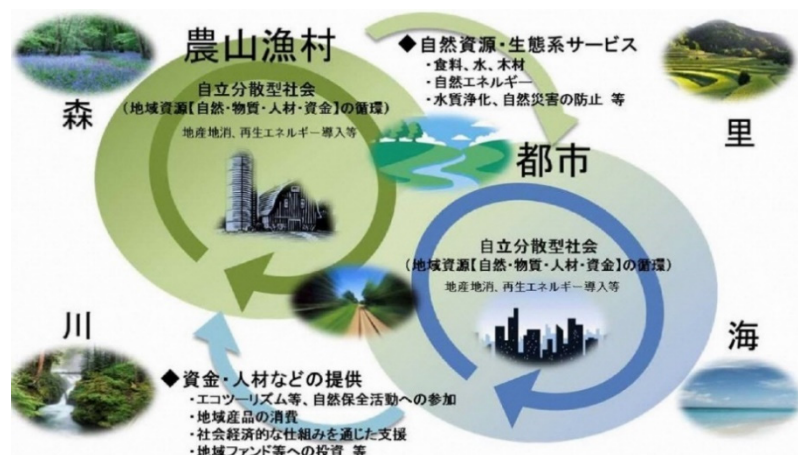 農山漁村
森
自立分散型社会
(地域資源【自然・物質・人材・資金】の循環)
地産地消、再生エネルギー導入等
◆自然資源・生態系サービス
・食料、水、木材
・自然エネルギー
・水質浄化、自然災害の防止 等
里
都市
自立分散型社会
(地域資源【自然・物質・人材・資金】の循環)
地産地消、再生エネルギー導入等
川
海
◆資金・人材などの提供
・エコツーリズム等、自然保全活動への参加
・地域産品の消費
・社会経済的な仕組みを通じた支援
・地域ファンド等への投資 等